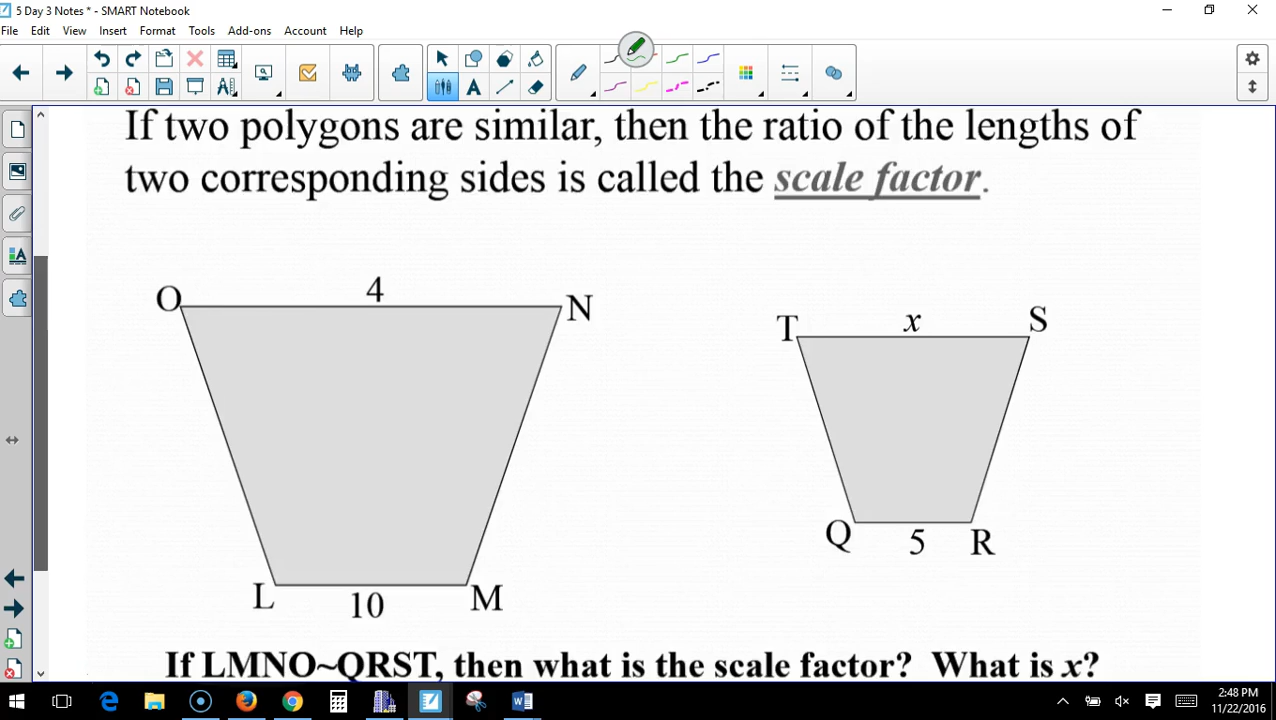 5 Day 3 Notes * - SMART Notebook
File Edit View Insert Format Tools Add-ons Account Help
If two polygons are similar, then the ratio of the lengths of
two corresponding sides is called the scale factor.
O 4 N
T x S
Q 5 R
L 10 M
If LMNO~QRST, then what is the scale factor? What is x?
2:48 PM
11/22/2016